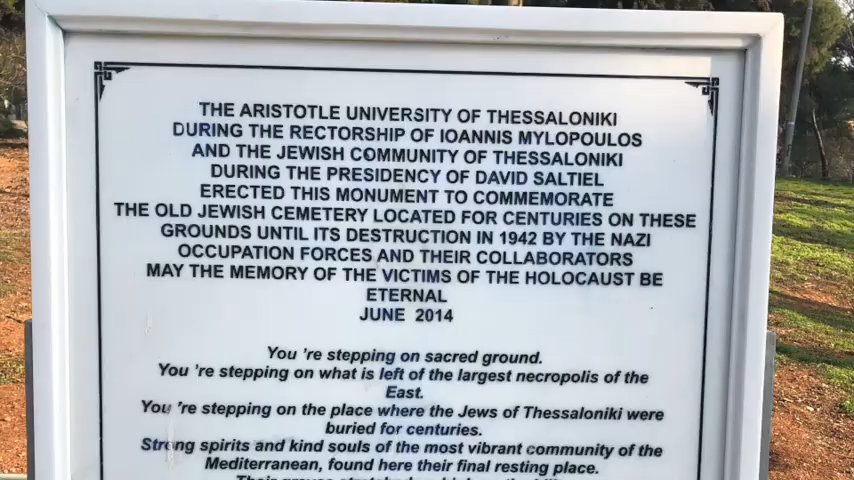 THE ARISTOTLE UNIVERSITY OF THESSALONIKI
DURING THE RECTORSHIP OF IOANNIS MYLOPOULOS
AND THE JEWISH COMMUNITY OF THESSALONIKI
DURING THE PRESIDENCY OF DAVID SALTIEL
ERECTED THIS MONUMENT TO COMMEMORATE
THE OLD JEWISH CEMETERY LOCATED FOR CENTURIES ON THESE
GROUNDS UNTIL ITS DESTRUCTION IN 1942 BY THE NAZI
OCCUPATION FORCES AND THEIR COLLABORATORS
MAY THE MEMORY OF THE VICTIMS OF THE HOLOCAUST BE
ETERNAL
JUNE 2014
You 're stepping on sacred ground.
You 're stepping on what is left of the largest necropolis of the
East.
You 're stepping on the place where the Jews of Thessaloniki were
buried for centuries.
Strong spirits and kind souls of the most vibrant community of the
Mediterranean, found here their final resting place.
Their graves